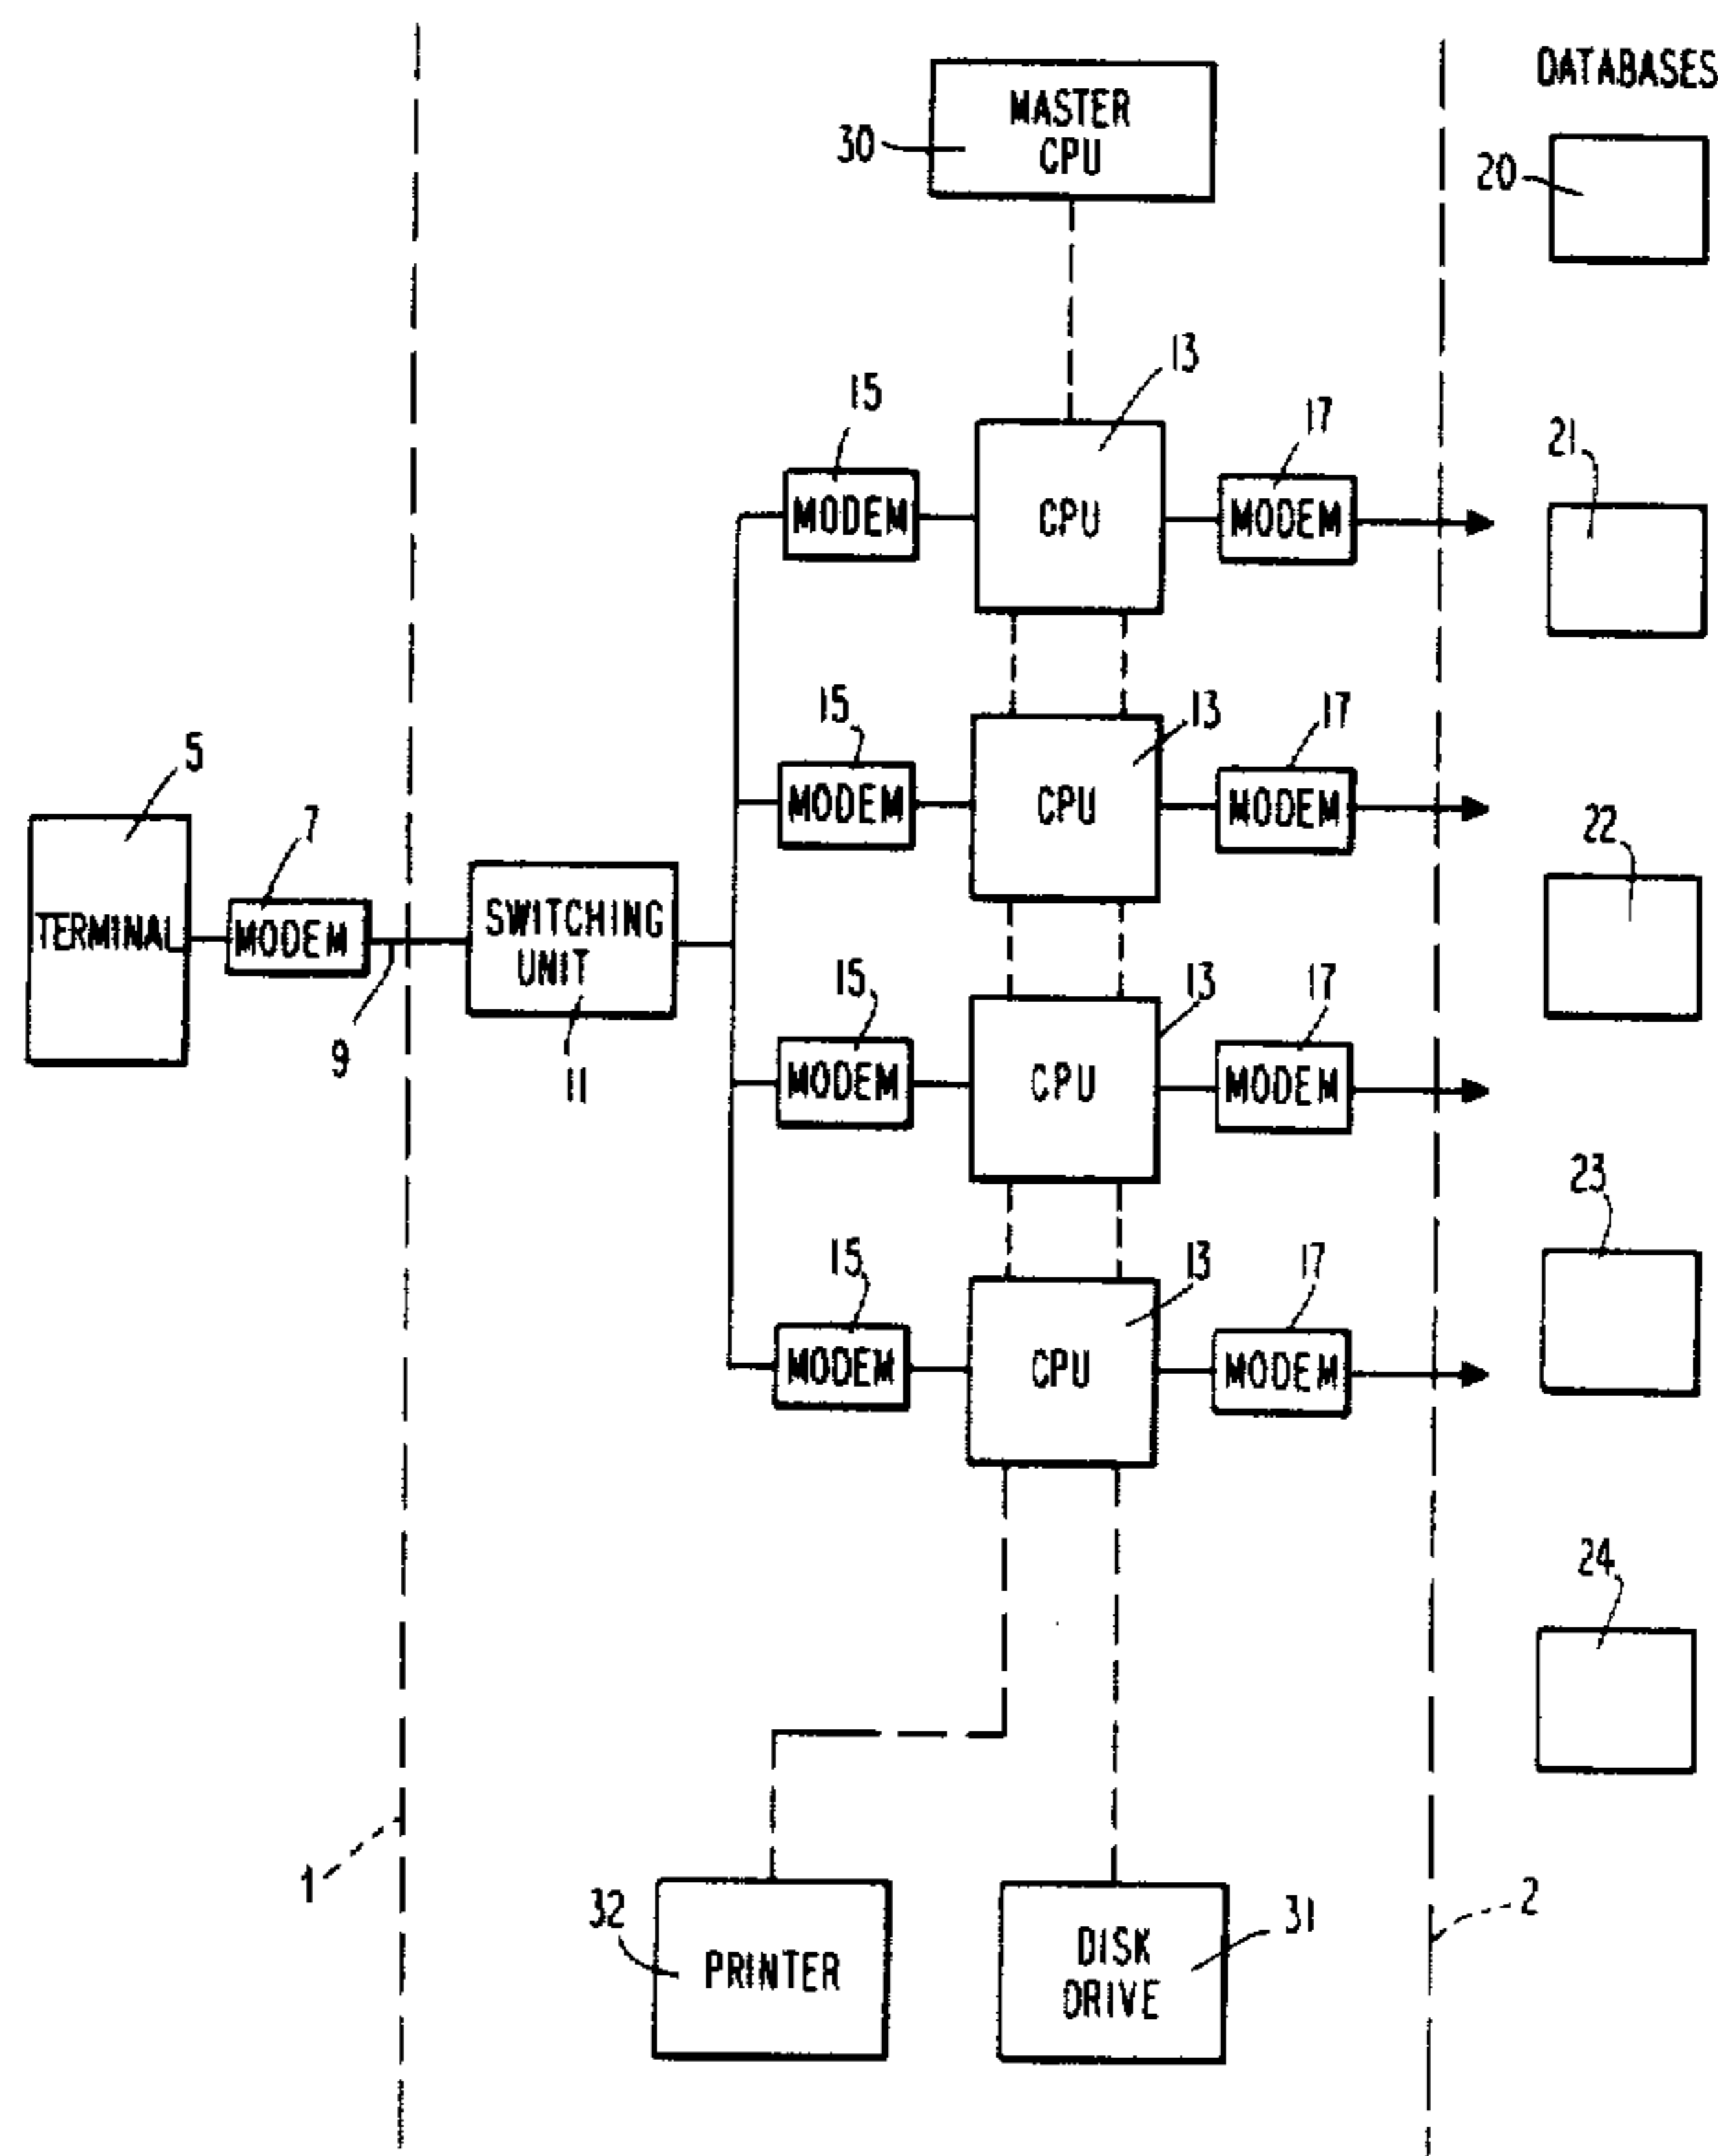 DATABASES
MASTER
CPU
30
20
13
15
17
21
MODEM
CPU
MODEM
15
13
17
5
7
MODEM
CPU
MODEM
22
TERMINAL
MODEM
SWITCHING
UNIT
9
11
15
13
17
MODEM
CPU
MODEM
23
15
13
17
MODEM
CPU
MODEM
24
1
32
PRINTER
DISK
DRIVE
31
2